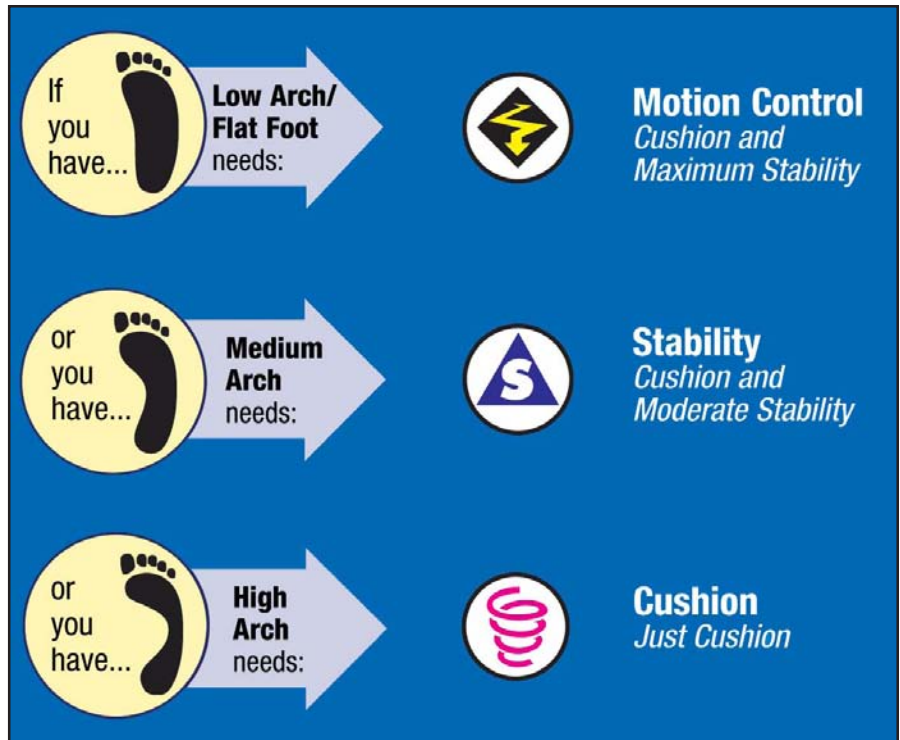 If
you
have...
Low Arch/
Flat Foot
needs:
Motion Control
Cushion and
Maximum Stability
or
you
have...
Medium
Arch
needs:
S
Stability
Cushion and
Moderate Stability
or
you
have...
High
Arch
needs:
Cushion
Just Cushion